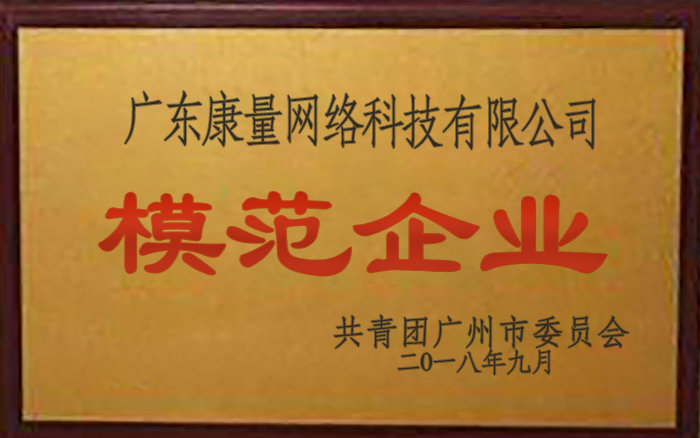 广东康量网络科技有限公司
模范企业
共青团广州市委员会
二0一八年九月